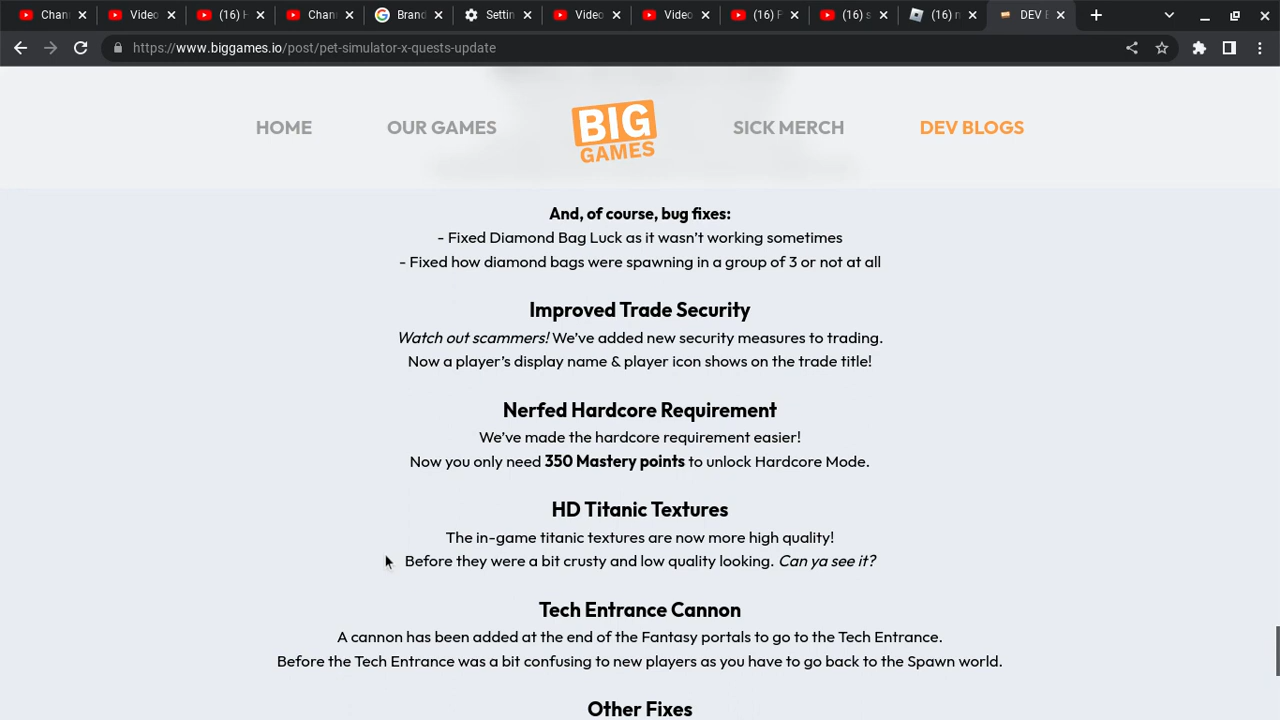 Chann
Video
(16) H
Chann
Brand
Settin
Video
Video
(16) F
(16) s
(16) n
DEV E
https://www.biggames.io/post/pet-simulator-x-quests-update
HOME
OUR GAMES
BIG
GAMES
SICK MERCH
DEV BLOGS
And, of course, bug fixes:
- Fixed Diamond Bag Luck as it wasn’t working sometimes
- Fixed how diamond bags were spawning in a group of 3 or not at all
Improved Trade Security
Watch out scammers! We’ve added new security measures to trading.
Now a player’s display name & player icon shows on the trade title!
Nerfed Hardcore Requirement
We’ve made the hardcore requirement easier!
Now you only need 350 Mastery points to unlock Hardcore Mode.
HD Titanic Textures
The in-game titanic textures are now more high quality!
Before they were a bit crusty and low quality looking. Can ya see it?
Tech Entrance Cannon
A cannon has been added at the end of the Fantasy portals to go to the Tech Entrance.
Before the Tech Entrance was a bit confusing to new players as you have to go back to the Spawn world.
Other Fixes